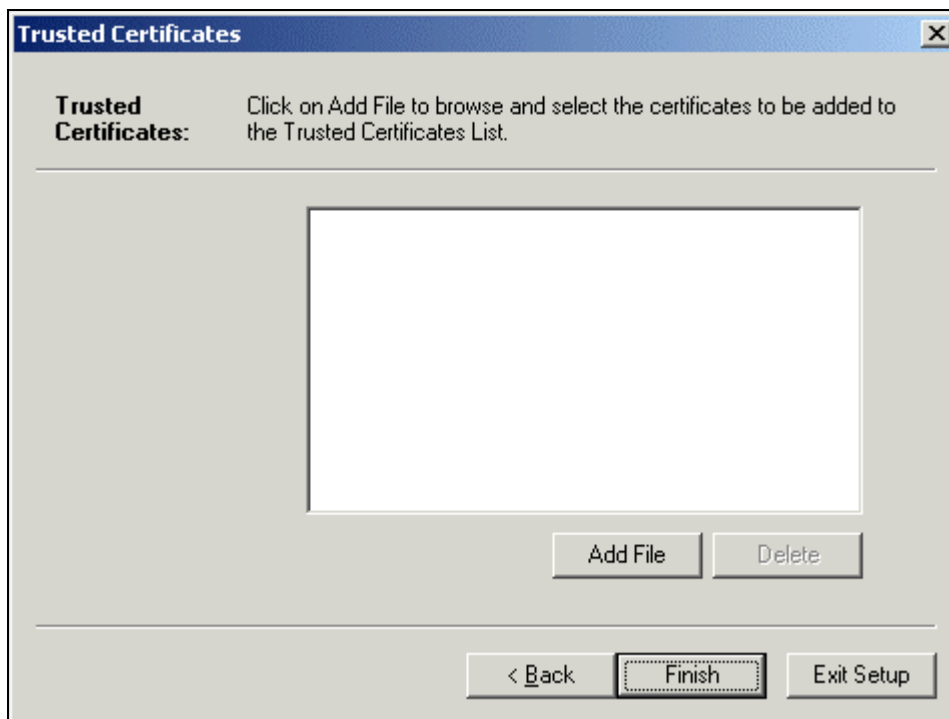 Trusted Certificates
Trusted
Certificates:
Click on Add File to browse and select the certificates to be added to
the Trusted Certificates List.
Add File
Delete
< Back
Finish
Exit Setup